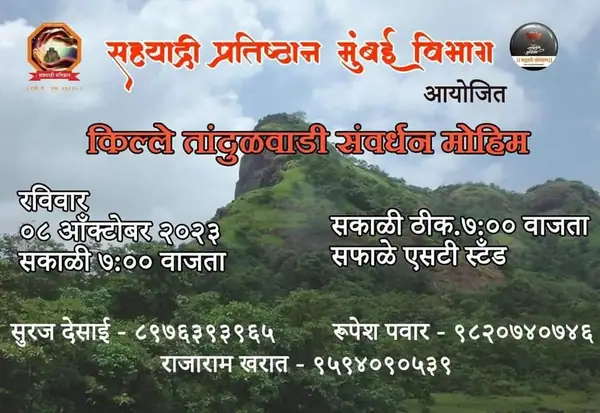 सह्याद्री प्रतिष्ठान मुंबई विभाग
आयोजित
किल्ले तांदुळवाडी संवर्धन मोहिम
रविवार
०८ ऑक्टोबर २०२३
सकाळी ७:०० वाजता
सकाळी ठीक.७:०० वाजता
सफाळे एसटी स्टँड
सुरज देसाई - ८९७६३९३९६५
रूपेश पवार - ९८२०७४०७४६
राजाराम खरात - ९५९४०९०५३९